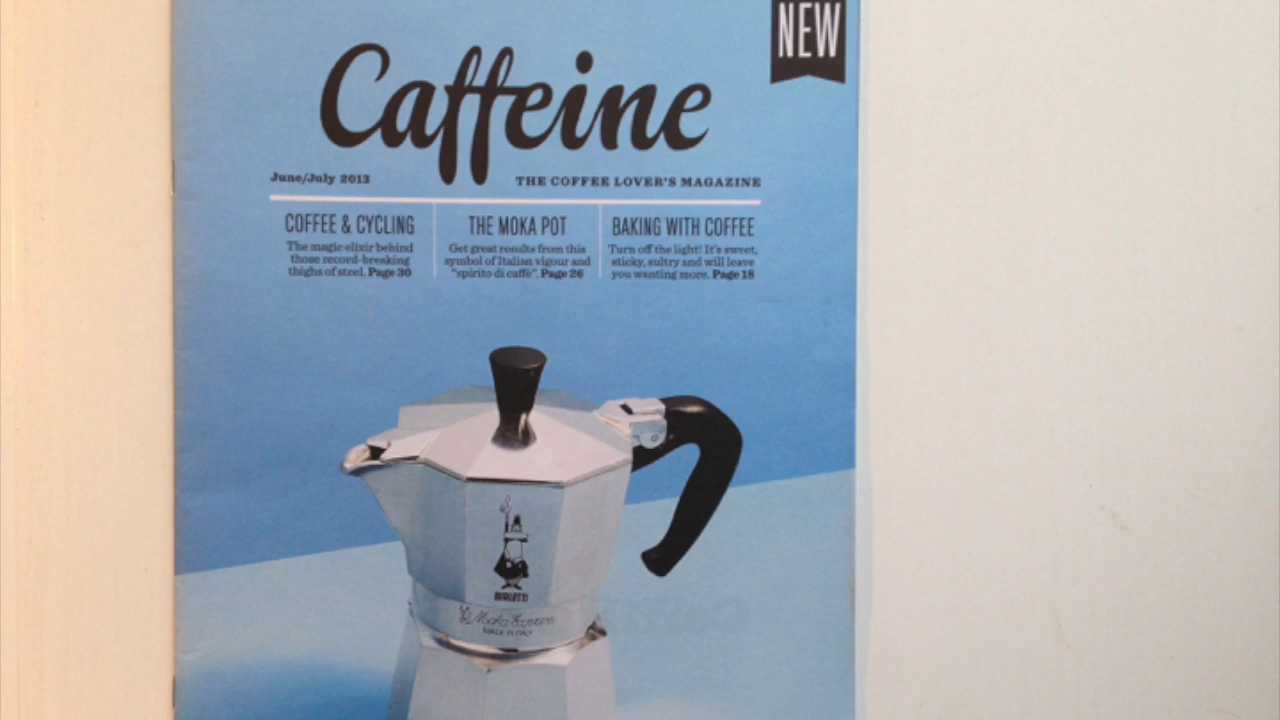 NEW
Caffeine
June/July 2013
THE COFFEE LOVER'S MAGAZINE
COFFEE & CYCLING
The magic elixir behind
those record-breaking
thighs of steel. Page 30
THE MOKA POT
Get great results from this
symbol of Italian vigour and
"spirito di caffè". Page 26
BAKING WITH COFFEE
Turn off the light! It's sweet,
sticky, sultry and will leave
you wanting more. Page 18
BIALETTI
Moka Express
MADE IN ITALY